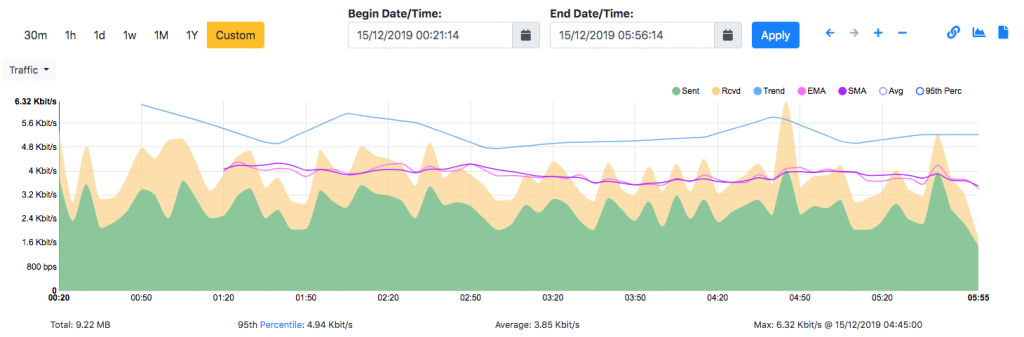 Begin Date/Time: End Date/Time:
30m 1h 1d 1w 1M 1Y Custom 15/12/2019 00:21:14 15/12/2019 05:56:14 Apply
Traffic
Sent Rcvd Trend EMA SMA Avg 95th Perc
6.32 Kbit/s
5.6 Kbit/s
4.8 Kbit/s
4 Kbit/s
3.2 Kbit/s
2.4 Kbit/s
1.6 Kbit/s
800 bps
0
00:20 00:50 01:20 01:50 02:20 02:50 03:20 03:50 04:20 04:50 05:20 05:55
Total: 9.22 MB 95th Percentile: 4.94 Kbit/s Average: 3.85 Kbit/s Max: 6.32 Kbit/s @ 15/12/2019 04:45:00